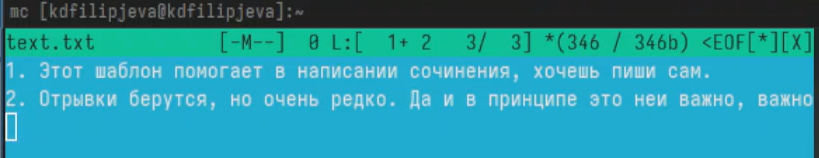 mc [kdfilipjeva@kdfilipjeva]:~
text.txt [-M--] 0 L:[ 1+ 2 3/ 3] *(346 / 346b) <EOF[*][X]
1. Этот шаблон помогает в написании сочинения, хочешь пиши сам.
2. Отрывки берутся, но очень редко. Да и в принципе это неи важно, важно